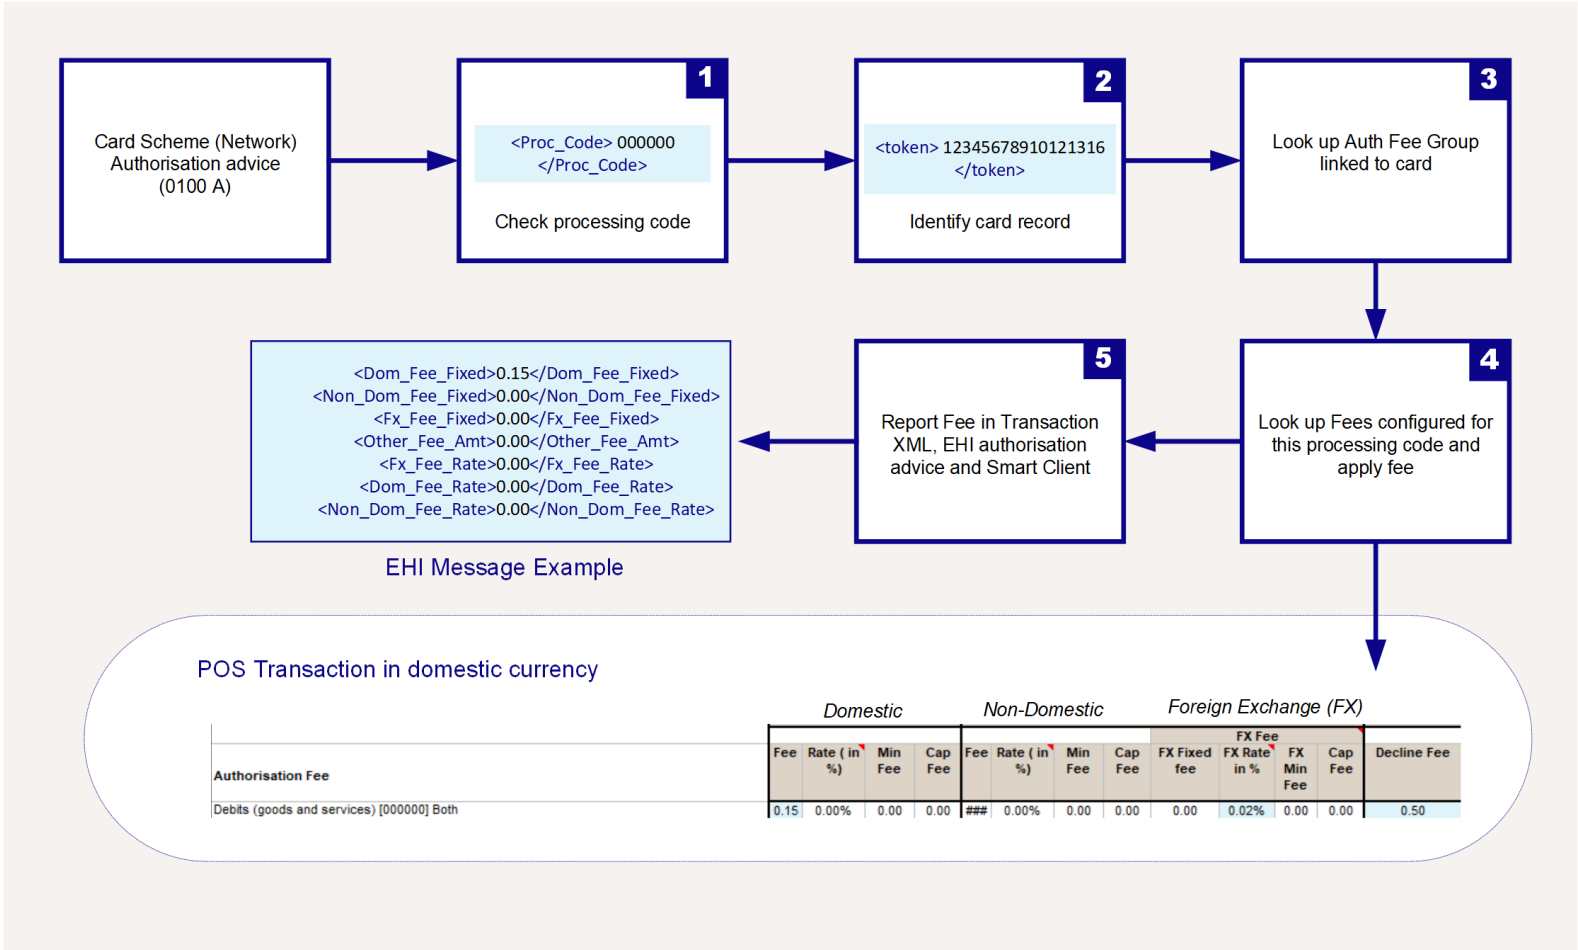 1
2
3
Card Scheme (Network)
Authorisation advice
(0100 A)
<Proc_Code> 000000
</Proc_Code>
Check processing code
<token> 12345678910121316
</token>
Identify card record
Look up Auth Fee Group
linked to card
4
Look up Fees configured for
this processing code and
apply fee
5
Report Fee in Transaction
XML, EHI authorisation
advice and Smart Client
<Dom_Fee_Fixed>0.15</Dom_Fee_Fixed>
<Non_Dom_Fee_Fixed>0.00</Non_Dom_Fee_Fixed>
<Fx_Fee_Fixed>0.00</Fx_Fee_Fixed>
<Other_Fee_Amt>0.00</Other_Fee_Amt>
<Fx_Fee_Rate>0.00</Fx_Fee_Rate>
<Dom_Fee_Rate>0.00</Dom_Fee_Rate>
<Non_Dom_Fee_Rate>0.00</Non_Dom_Fee_Rate>
EHI Message Example
POS Transaction in domestic currency
Domestic Non-Domestic Foreign Exchange (FX)
FX Fee
Fee Rate ( in Min Cap Fee Rate ( in Min Cap FX Fixed FX Rate FX Cap Decline Fee
%) Fee Fee %) Fee Fee fee in % Min Fee
Fee
Authorisation Fee
Debits (goods and services) [000000] Both 0.15 0.00% 0.00 0.00 ### 0.00% 0.00 0.00 0.00 0.02% 0.00 0.00 0.50